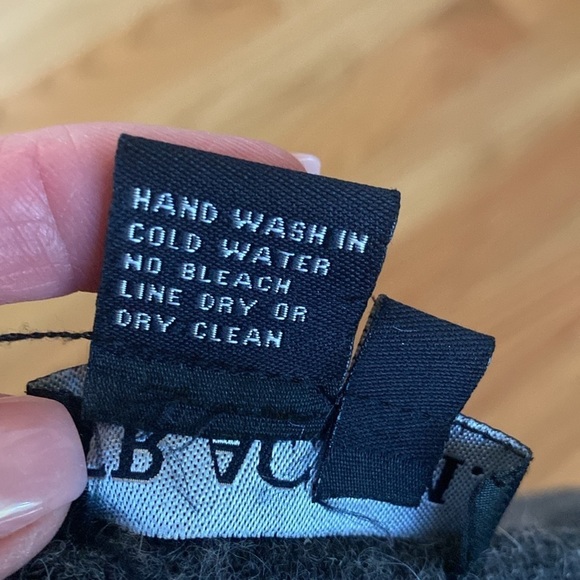 HAND WASH IN
COLD WATER
NO BLEACH
LINE DRY OR
DRY CLEAN